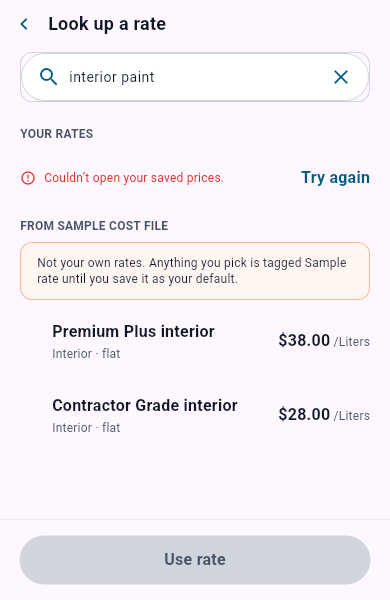 Look up a rate
interior paint
YOUR RATES
Couldn't open your saved prices.
Try again
FROM SAMPLE COST FILE
Not your own rates. Anything you pick is tagged Sample
rate until you save it as your default.
Premium Plus interior
$38.00 /Liters
Interior · flat
Contractor Grade interior
$28.00 /Liters
Interior · flat
Use rate